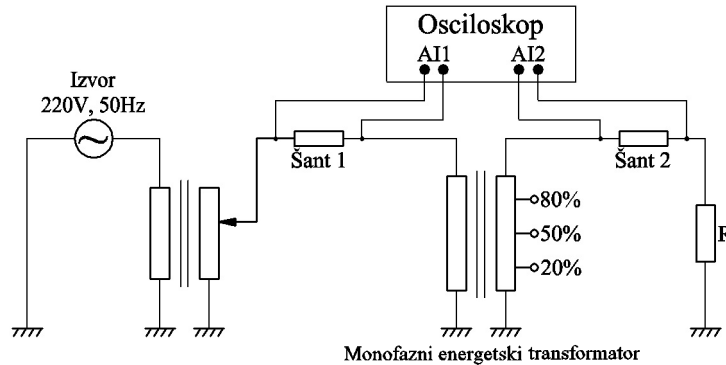 Osciloskop
AI1 AI2
Izvor
220V, 50Hz
Šant 1
Šant 2
80%
50%
20%
Monofazni energetski transformator